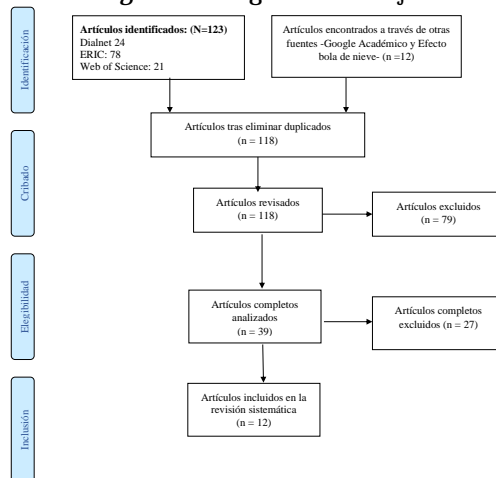 Identificación
Artículos identificados: (N=123)
Dialnet 24
ERIC: 78
Web of Science: 21
Artículos encontrados a través de otras
fuentes -Google Académico y Efecto
bola de nieve- (n =12)
Artículos tras eliminar duplicados
(n = 118)
Cribado
Artículos revisados
(n = 118)
Artículos excluidos
(n = 79)
Elegibilidad
Artículos completos
analizados
(n = 39)
Artículos completos
excluidos (n = 27)
Inclusión
Artículos incluidos en la
revisión sistemática
(n = 12)